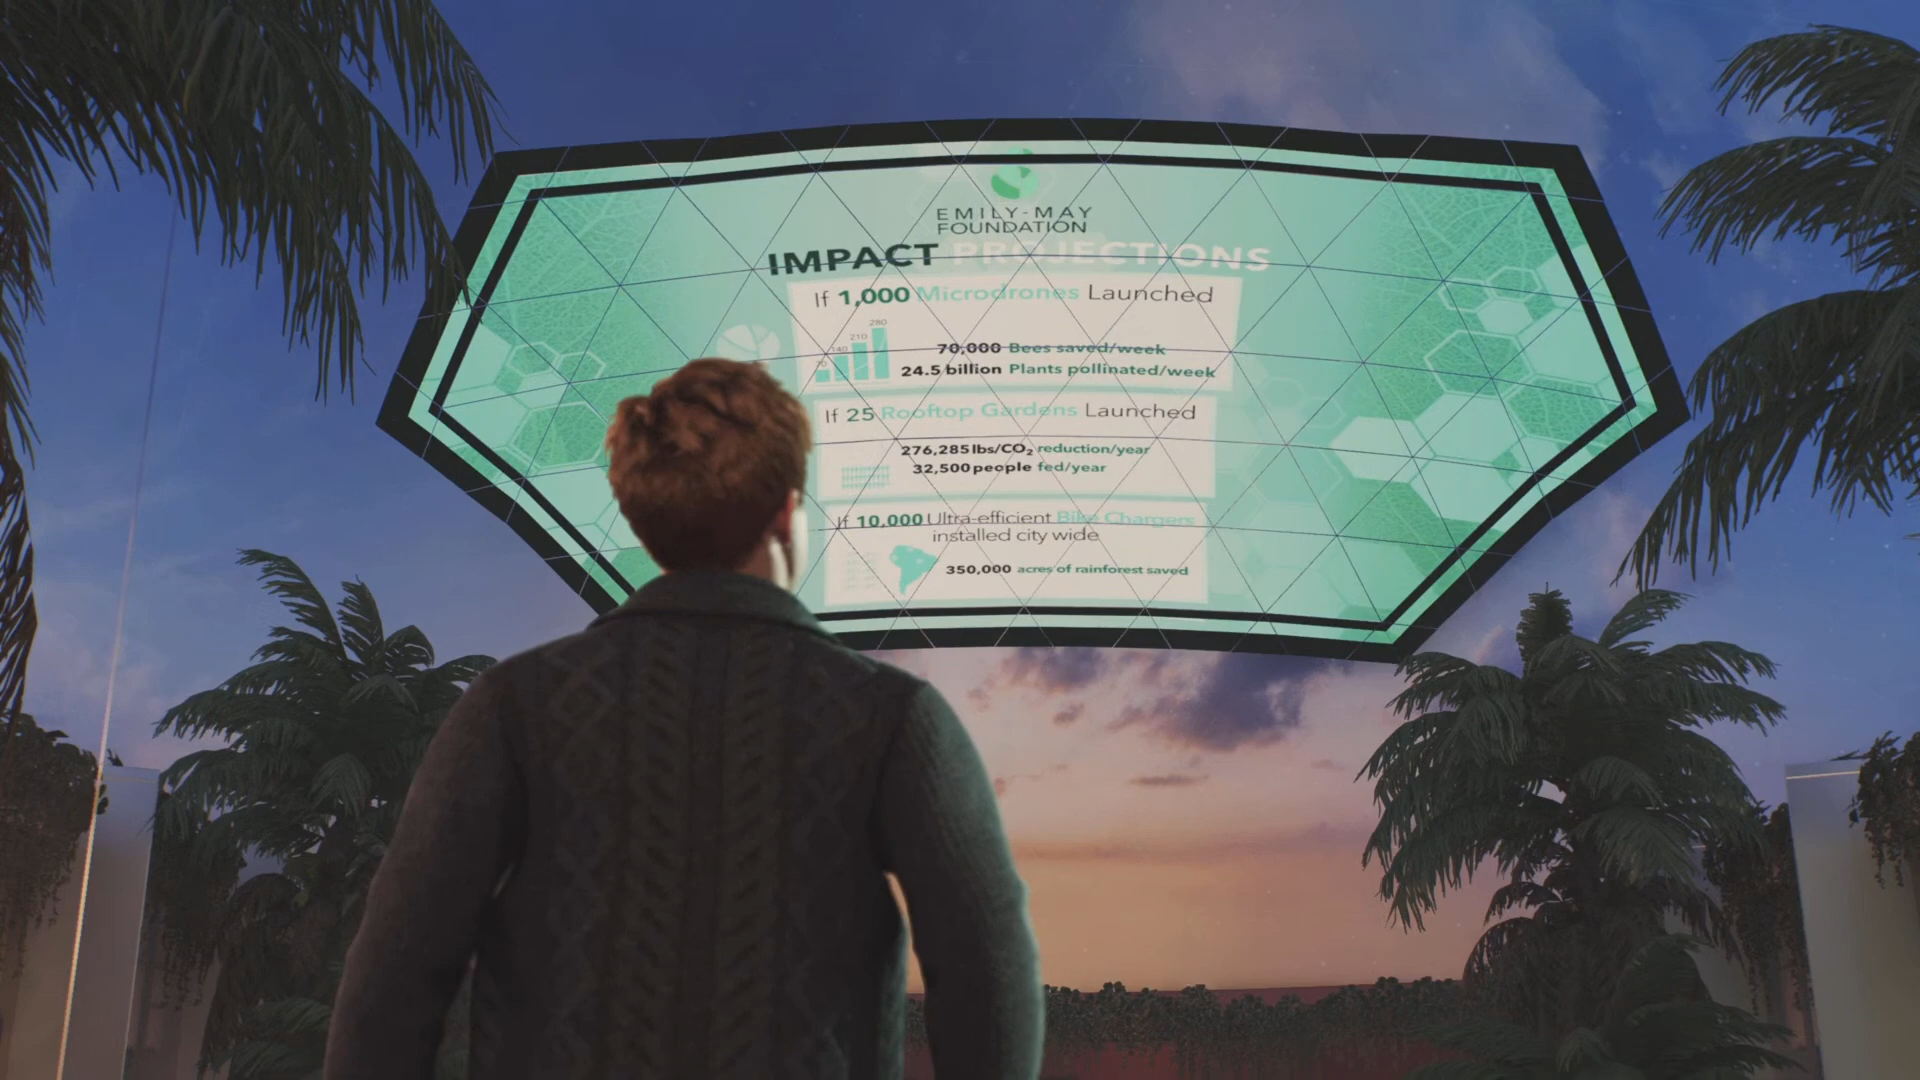 EMILY-MAY
FOUNDATION
IMPACT PROJECTIONS
If 1,000 Microdrones Launched
70
140
210
280
70,000 Bees saved/week
24.5 billion Plants pollinated/week
If 25 Rooftop Gardens Launched
276,285 lbs/CO₂ reduction/year
32,500 people fed/year
If 10,000 Ultra-efficient Bike Chargers
installed city wide
350,000 acres of rainforest saved